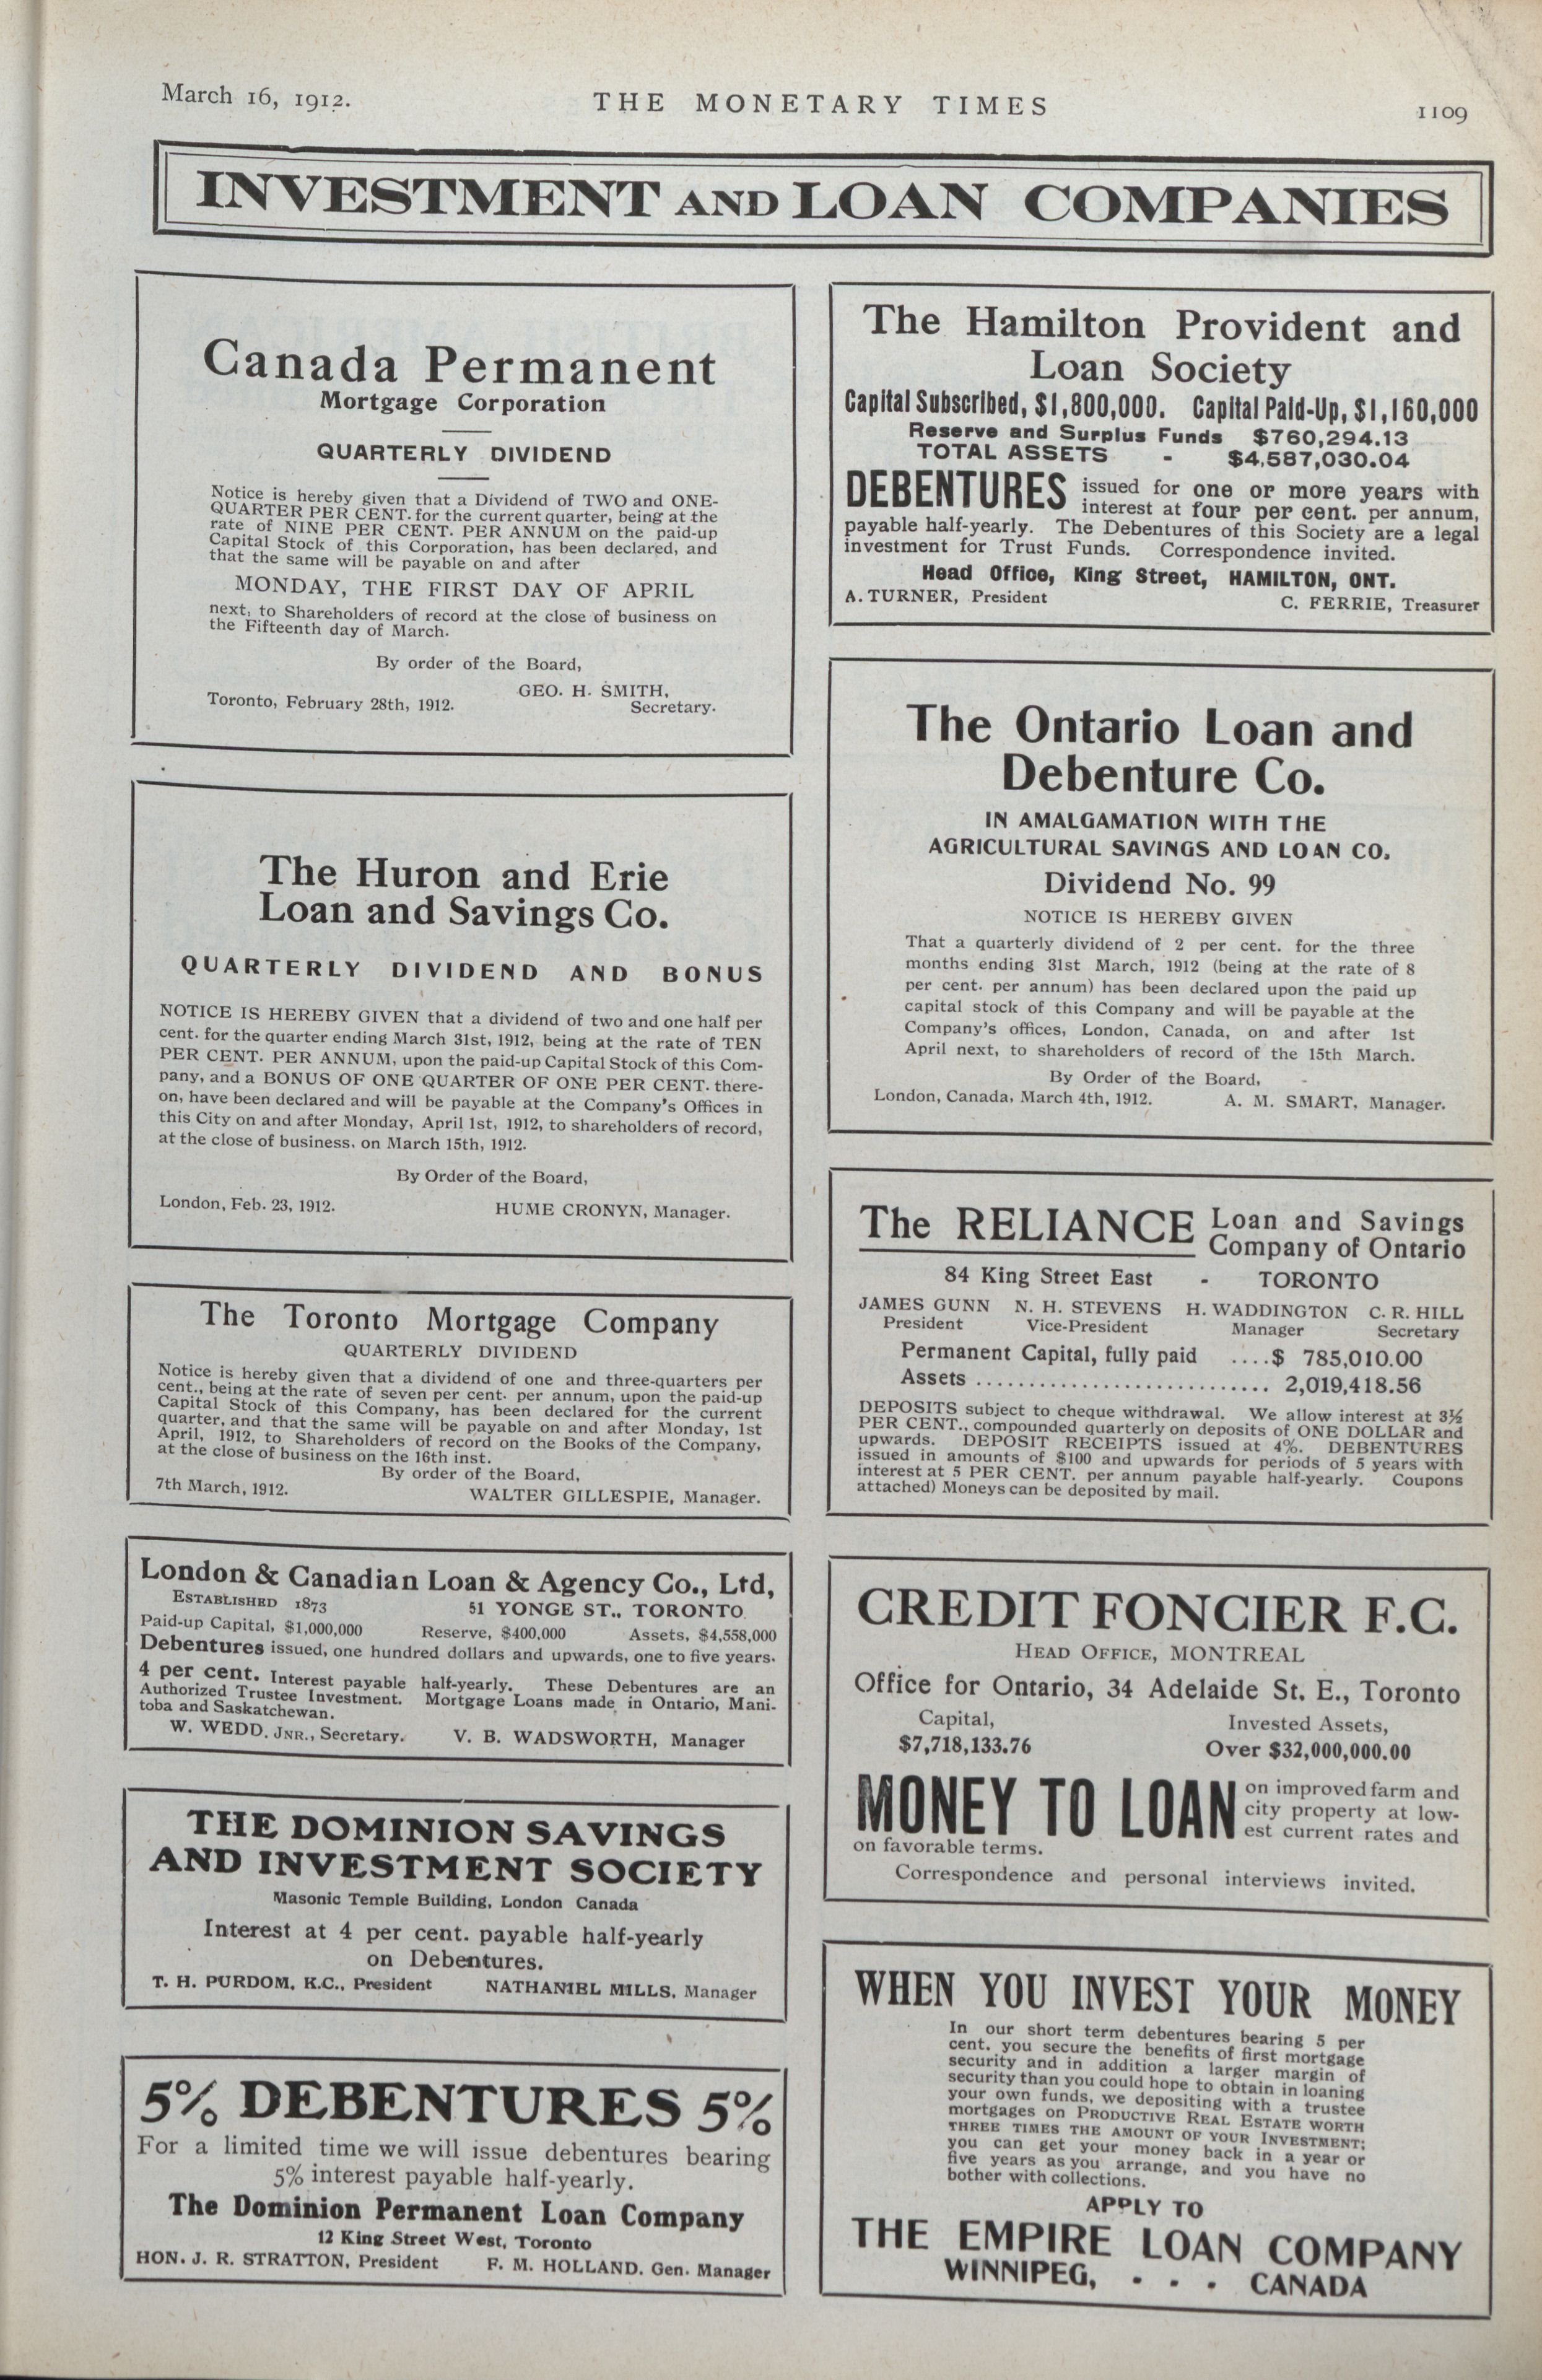 March 16, 1912.
THE MONETARY TIMES
1109
INVESTMENT AND LOAN COMPANIES
Canada Permanent
Mortgage Corporation
QUARTERLY DIVIDEND
Notice is hereby given that a Dividend of TWO and ONE-
QUARTER PER CENT. for the current quarter, being at the
rate of NINE PER CENT. PER ANNUM on the paid-up
Capital Stock of this Corporation, has been declared, and
that the same will be payable on and after
MONDAY, THE FIRST DAY OF APRIL
next, to Shareholders of record at the close of business on
the Fifteenth day of March.
By order of the Board,
GEO. H. SMITH,
Toronto, February 28th, 1912.
Secretary.
The Huron and Erie
Loan and Savings Co.
QUARTERLY DIVIDEND AND BONUS
NOTICE IS HEREBY GIVEN that a dividend of two and one half per
cent. for the quarter ending March 31st, 1912, being at the rate of TEN
PER CENT. PER ANNUM, upon the paid-up Capital Stock of this Com-
pany, and a BONUS OF ONE QUARTER OF ONE PER CENT. there-
on, have been declared and will be payable at the Company's Offices in
this City on and after Monday, April 1st, 1912, to shareholders of record,
at the close of business. on March 15th, 1912.
By Order of the Board,
London, Feb. 23, 1912.
HUME CRONYN, Manager.
The Toronto Mortgage Company
QUARTERLY DIVIDEND
Notice is hereby given that a dividend of one and three-quarters per
cent., being at the rate of seven per cent. per annum, upon the paid-up
Capital Stock of this Company, has been declared for the current
quarter, and that the same will be payable on and after Monday, 1st
April, 1912, to Shareholders of record on the Books of the Company,
at the close of business on the 16th inst.
By order of the Board,
7th March, 1912.
WALTER GILLESPIE, Manager.
London & Canadian Loan & Agency Co., Ltd,
ESTABLISHED 1873
51 YONGE ST., TORONTO
Paid-up Capital, $1,000,000
Reserve, $400,000
Assets, $4,558,000
Debentures issued, one hundred dollars and upwards, one to five years.
4 per cent. Interest payable half-yearly. These Debentures are an
Authorized Trustee Investment. Mortgage Loans made in Ontario, Mani-
toba and Saskatchewan.
W. WEDD. JNR., Secretary.
V. B. WADSWORTH, Manager
THE DOMINION SAVINGS
AND INVESTMENT SOCIETY
Masonic Temple Building, London Canada
Interest at 4 per cent. payable half-yearly
on Debentures.
T. H. PURDOM, K.C., President
NATHANIEL MILLS, Manager
5% DEBENTURES 5%
For a limited time we will issue debentures bearing
5% interest payable half-yearly.
The Dominion Permanent Loan Company
12 King Street West, Toronto
HON. J. R. STRATTON, President
F. M. HOLLAND. Gen. Manager
The Hamilton Provident and
Loan Society
Capital Subscribed, $1,800,000. Capital Paid-Up, $1,160,000
Reserve and Surplus Funds $760,294.13
TOTAL ASSETS - $4,587,030.04
DEBENTURES issued for one or more years with
interest at four per cent. per annum,
payable half-yearly. The Debentures of this Society are a legal
investment for Trust Funds. Correspondence invited.
Head Office, King Street, HAMILTON, ONT.
A. TURNER, President
C. FERRIE, Treasurer
The Ontario Loan and
Debenture Co.
IN AMALGAMATION WITH THE
AGRICULTURAL SAVINGS AND LOAN CO.
Dividend No. 99
NOTICE IS HEREBY GIVEN
That a quarterly dividend of 2 per cent. for the three
months ending 31st March, 1912 (being at the rate of 8
per cent. per annum) has been declared upon the paid up
capital stock of this Company and will be payable at the
Company's offices, London, Canada, on and after 1st
April next, to shareholders of record of the 15th March.
By Order of the Board,
London, Canada, March 4th, 1912.
A. M. SMART, Manager.
The RELIANCE Loan and Savings
Company of Ontario
84 King Street East - TORONTO
JAMES GUNN N. H. STEVENS H. WADDINGTON C. R. HILL
President Vice-President Manager Secretary
Permanent Capital, fully paid ....$ 785,010.00
Assets ............................. 2,019,418.56
DEPOSITS subject to cheque withdrawal. We allow interest at 3½
PER CENT., compounded quarterly on deposits of ONE DOLLAR and
upwards. DEPOSIT RECEIPTS issued at 4%. DEBENTURES
issued in amounts of $100 and upwards for periods of 5 years with
interest at 5 PER CENT. per annum payable half-yearly. Coupons
attached) Moneys can be deposited by mail.
CREDIT FONCIER F.C.
HEAD OFFICE, MONTREAL
Office for Ontario, 34 Adelaide St. E., Toronto
Capital,
Invested Assets,
$7,718,133.76
Over $32,000,000.00
MONEY TO LOAN on improved farm and
city property at low-
est current rates and
on favorable terms.
Correspondence and personal interviews invited.
WHEN YOU INVEST YOUR MONEY
In our short term debentures bearing 5 per
cent. you secure the benefits of first mortgage
security and in addition a larger margin of
security than you could hope to obtain in loaning
your own funds, we depositing with a trustee
mortgages on PRODUCTIVE REAL ESTATE WORTH
THREE TIMES THE AMOUNT OF YOUR INVESTMENT;
you can get your money back in a year or
five years as you arrange, and you have no
bother with collections.
APPLY TO
THE EMPIRE LOAN COMPANY
WINNIPEG, - - - CANADA